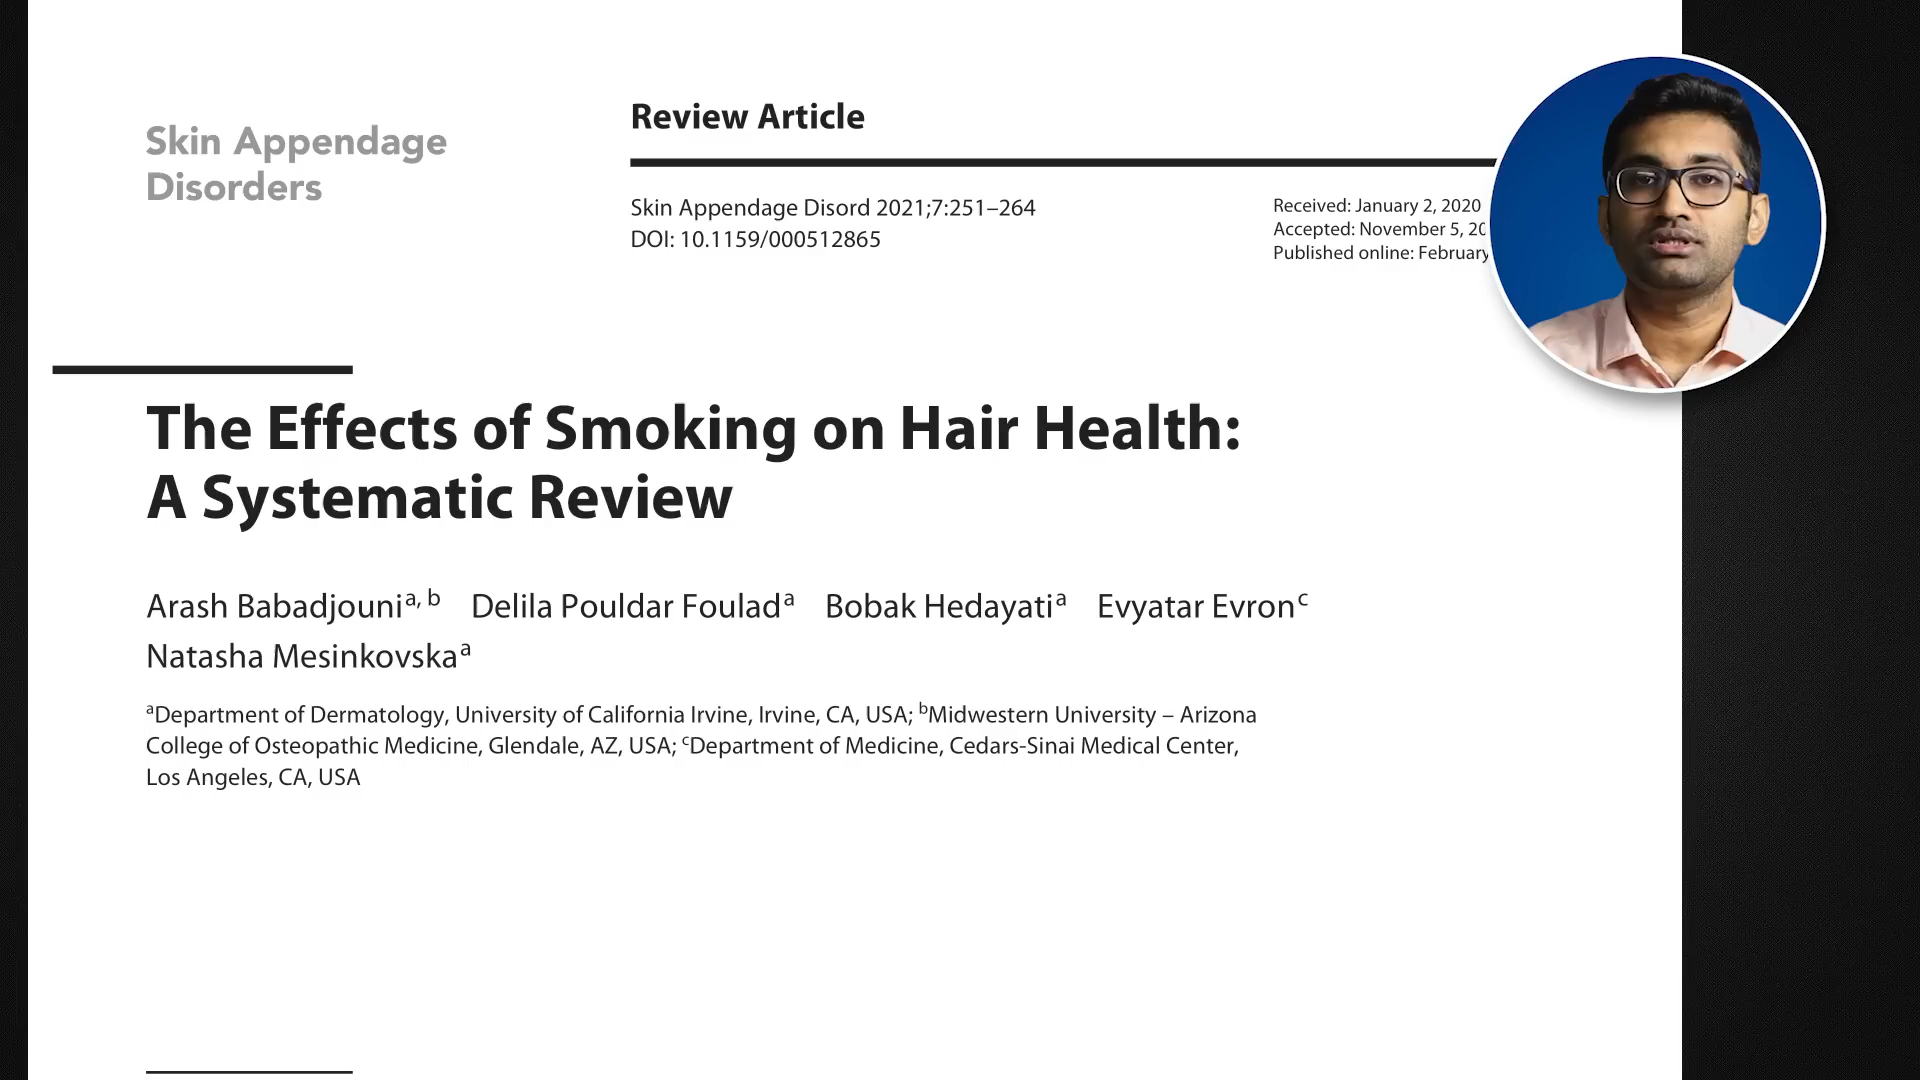 Skin Appendage
Disorders
Review Article
Skin Appendage Disord 2021;7:251–264
DOI: 10.1159/000512865
Received: January 2, 2020
Accepted: November 5, 20
Published online: February
The Effects of Smoking on Hair Health:
A Systematic Review
Arash Babadjouniᵃ, ᵇ Delila Pouldar Fouladᵃ Bobak Hedayatiᵃ Evyatar Evronᶜ
Natasha Mesinkovskaᵃ
ᵃDepartment of Dermatology, University of California Irvine, Irvine, CA, USA; ᵇMidwestern University – Arizona
College of Osteopathic Medicine, Glendale, AZ, USA; ᶜDepartment of Medicine, Cedars-Sinai Medical Center,
Los Angeles, CA, USA